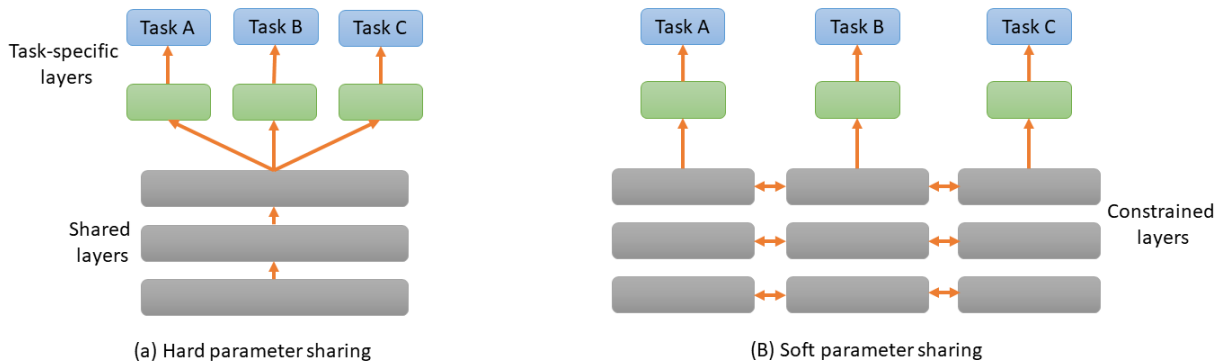 Task A
Task B
Task C
Task-specific
layers
Shared
layers
(a) Hard parameter sharing
Task A
Task B
Task C
Constrained
layers
(B) Soft parameter sharing